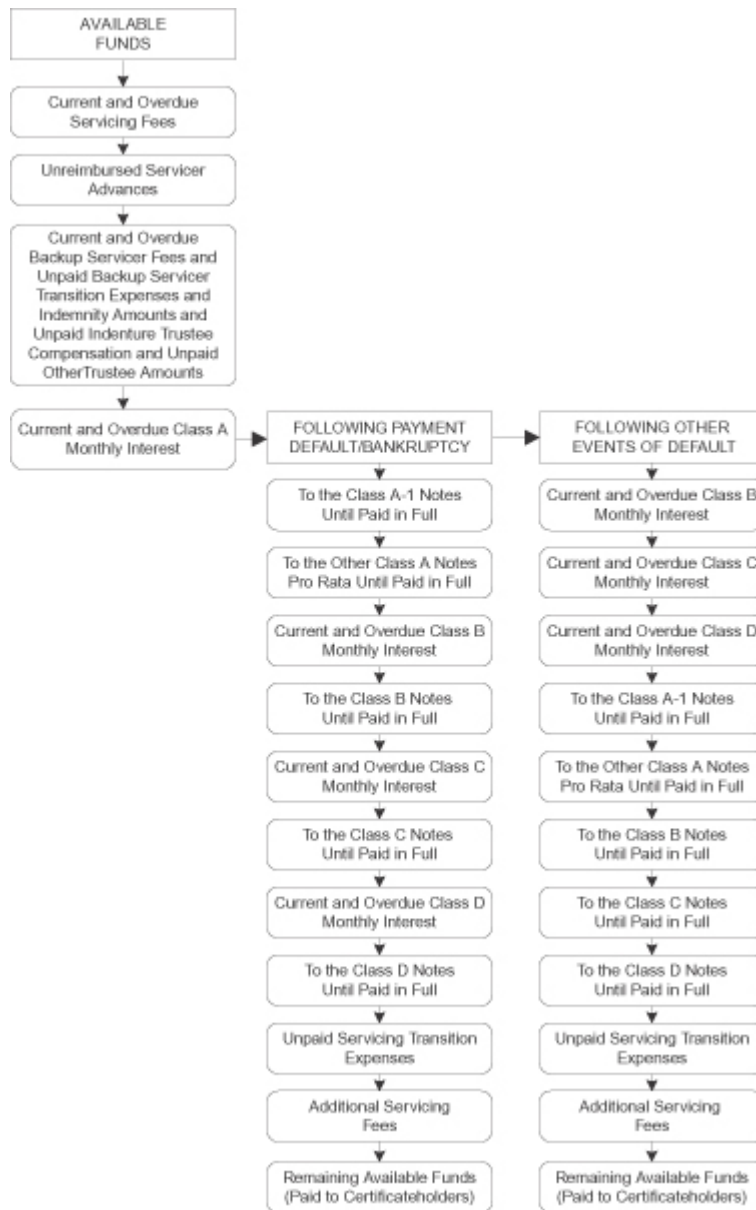 AVAILABLE
FUNDS
Current and Overdue
Servicing Fees
Unreimbursed Servicer
Advances
Current and Overdue
Backup Servicer Fees and
Unpaid Backup Servicer
Transition Expenses and
Indemnity Amounts and
Unpaid Indenture Trustee
Compensation and Unpaid
OtherTrustee Amounts
Current and Overdue Class A
Monthly Interest
FOLLOWING PAYMENT
DEFAULT/BANKRUPTCY
To the Class A-1 Notes
Until Paid in Full
To the Other Class A Notes
Pro Rata Until Paid in Full
Current and Overdue Class B
Monthly Interest
To the Class B Notes
Until Paid in Full
Current and Overdue Class C
Monthly Interest
To the Class C Notes
Until Paid in Full
Current and Overdue Class D
Monthly Interest
To the Class D Notes
Until Paid in Full
Unpaid Servicing Transition
Expenses
Additional Servicing
Fees
Remaining Available Funds
(Paid to Certificateholders)
FOLLOWING OTHER
EVENTS OF DEFAULT
Current and Overdue Class B
Monthly Interest
Current and Overdue Class C
Monthly Interest
Current and Overdue Class D
Monthly Interest
To the Class A-1 Notes
Until Paid in Full
To the Other Class A Notes
Pro Rata Until Paid in Full
To the Class B Notes
Until Paid in Full
To the Class C Notes
Until Paid in Full
To the Class D Notes
Until Paid in Full
Unpaid Servicing Transition
Expenses
Additional Servicing
Fees
Remaining Available Funds
(Paid to Certificateholders)